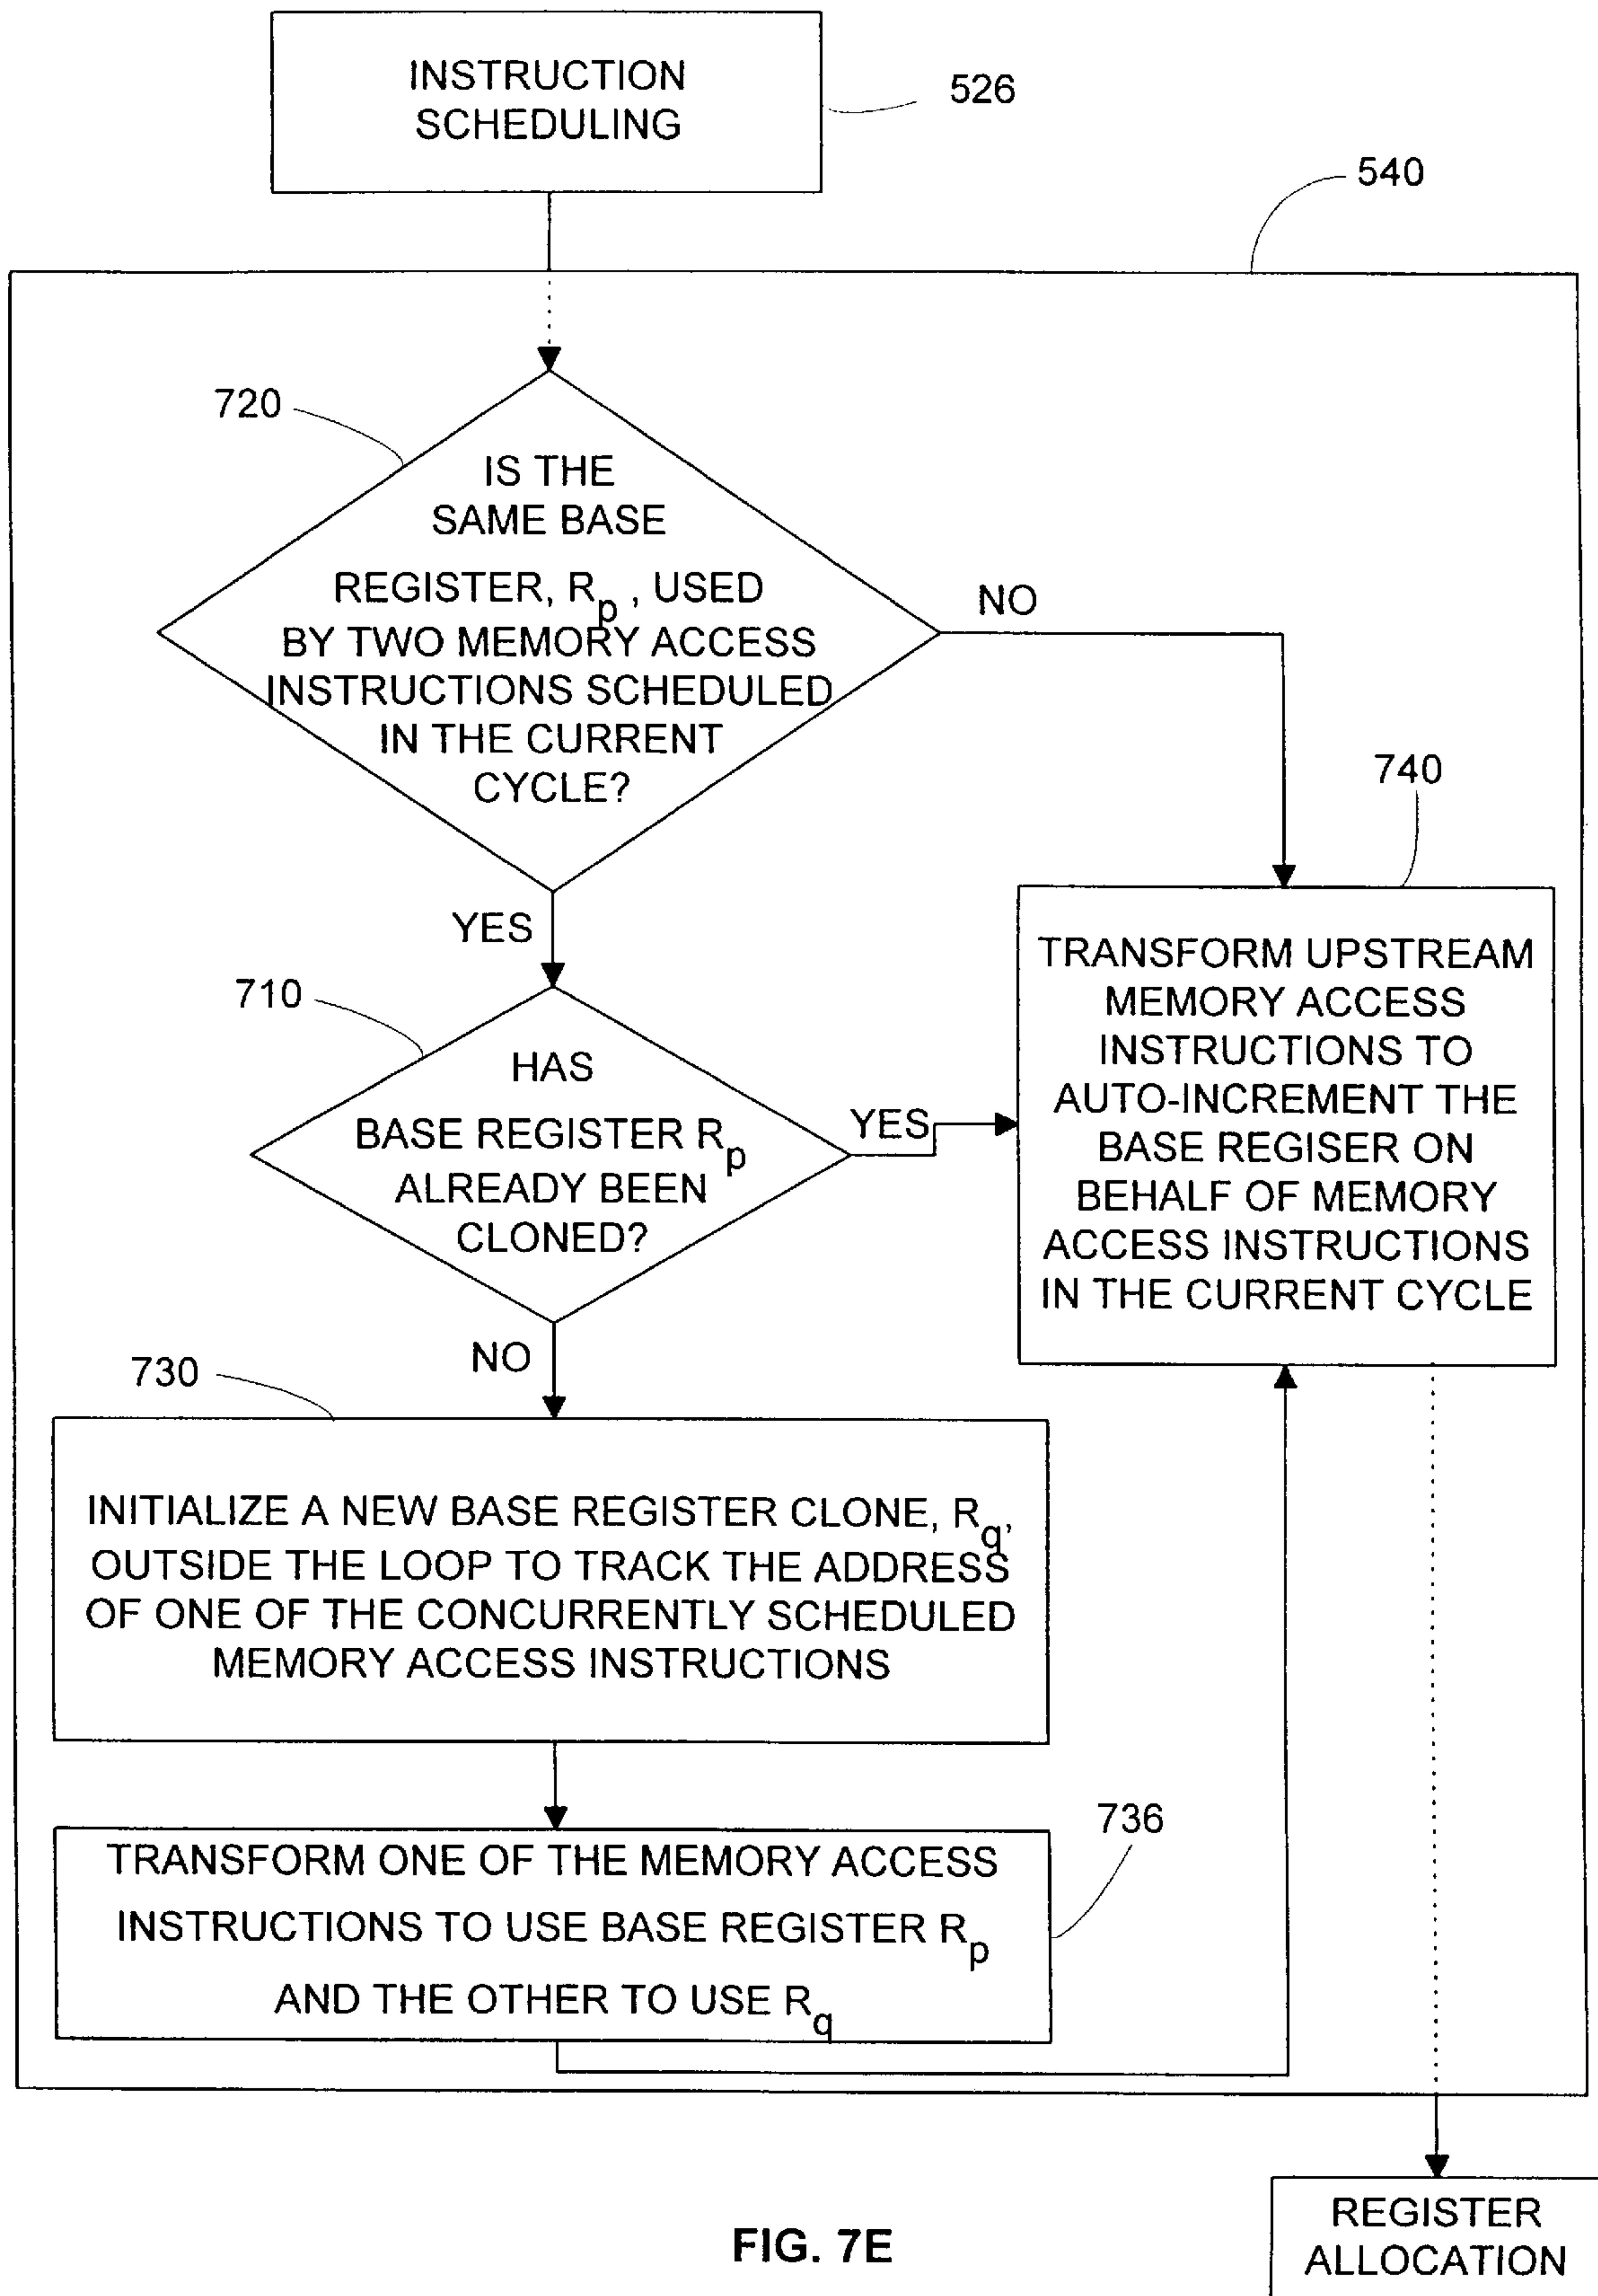 INSTRUCTION
SCHEDULING
526
540
720
IS THE
SAME BASE
REGISTER, Rp , USED
BY TWO MEMORY ACCESS
INSTRUCTIONS SCHEDULED
IN THE CURRENT
CYCLE?
NO
740
YES
TRANSFORM UPSTREAM
MEMORY ACCESS
INSTRUCTIONS TO
AUTO-INCREMENT THE
BASE REGISER ON
BEHALF OF MEMORY
ACCESS INSTRUCTIONS
IN THE CURRENT CYCLE
710
HAS
BASE REGISTER Rp
ALREADY BEEN
CLONED?
YES
NO
730
INITIALIZE A NEW BASE REGISTER CLONE, Rq,
OUTSIDE THE LOOP TO TRACK THE ADDRESS
OF ONE OF THE CONCURRENTLY SCHEDULED
MEMORY ACCESS INSTRUCTIONS
736
TRANSFORM ONE OF THE MEMORY ACCESS
INSTRUCTIONS TO USE BASE REGISTER Rp
AND THE OTHER TO USE Rq
REGISTER
ALLOCATION
FIG. 7E